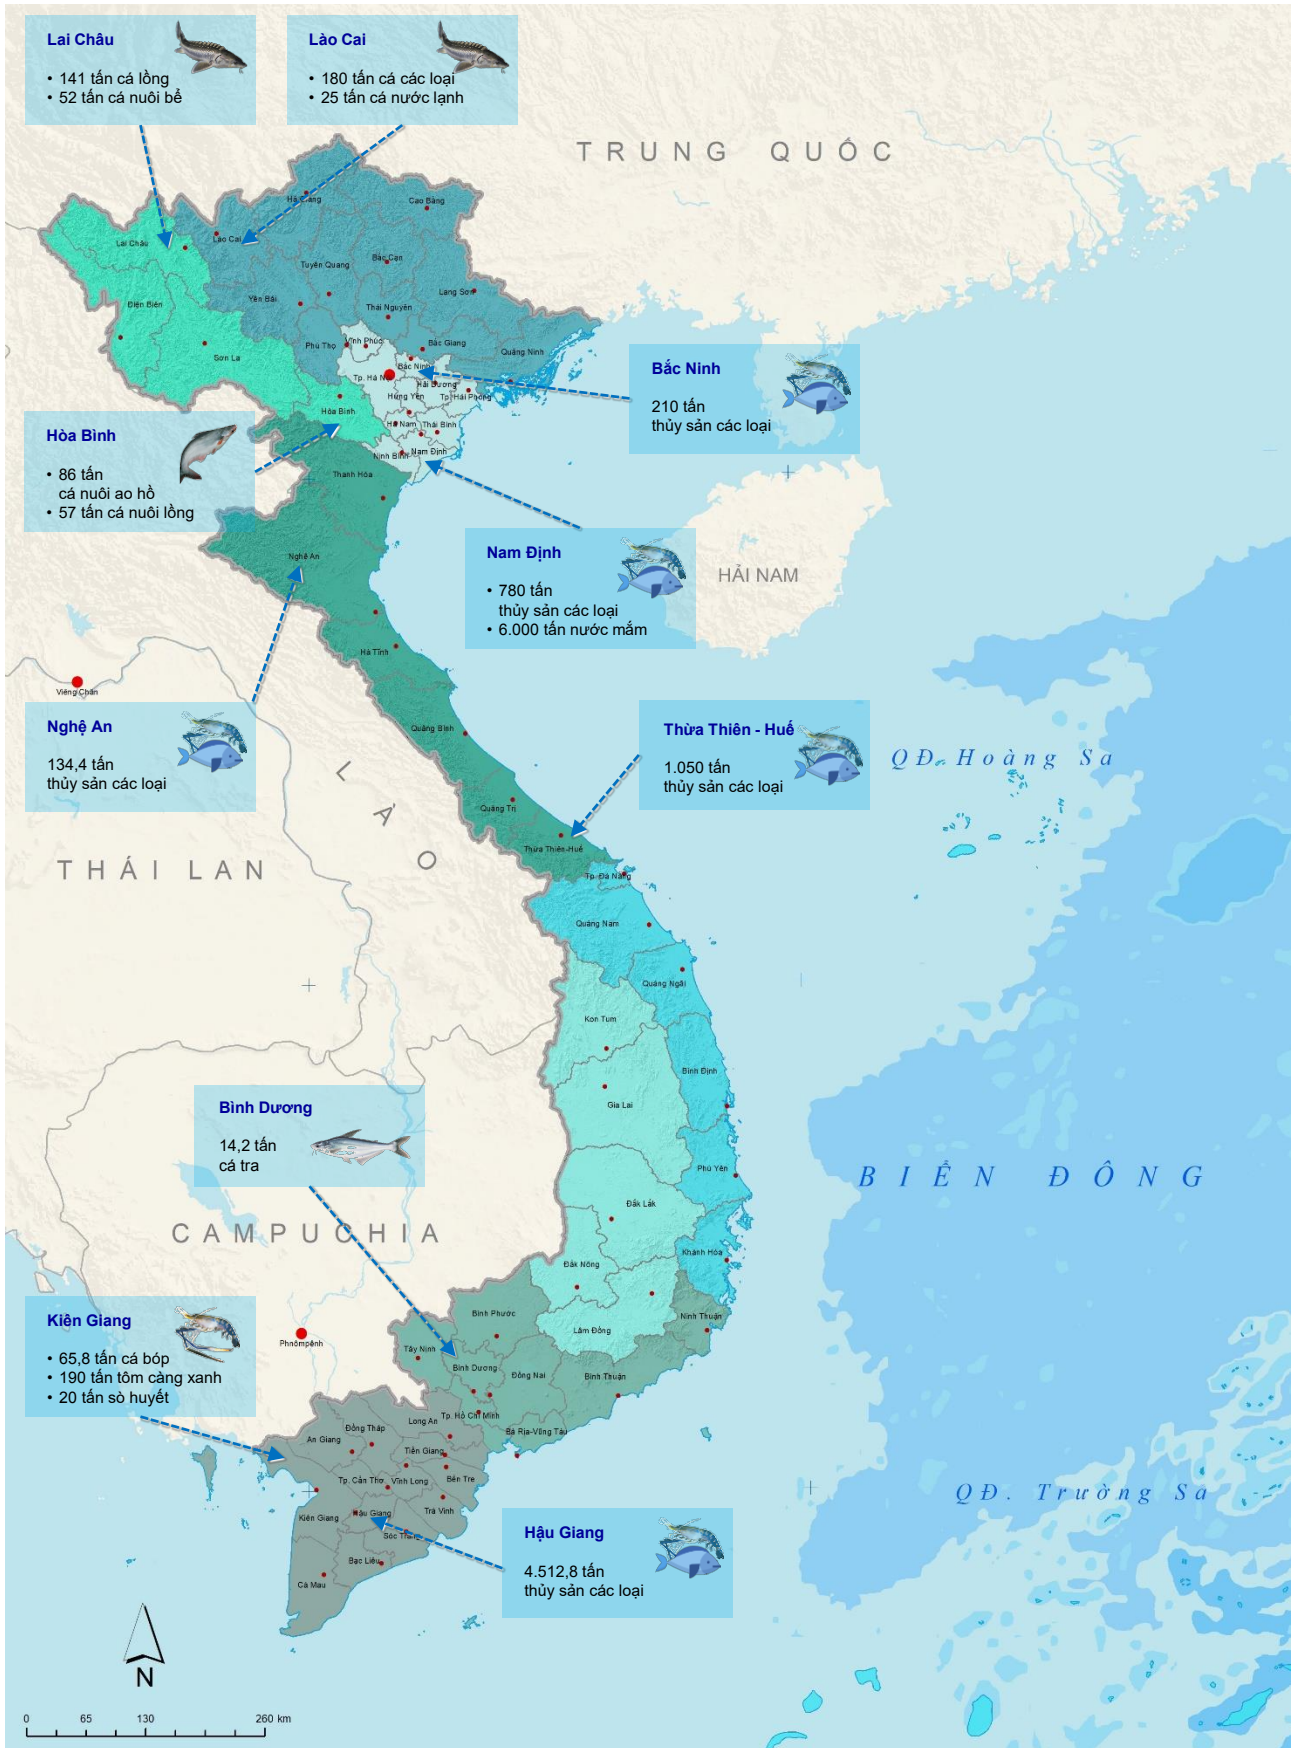 Lai Châu
• 141 tấn cá lồng
• 52 tấn cá nuôi bể
Lào Cai
• 180 tấn cá các loại
• 25 tấn cá nước lạnh
TRUNG QUỐC
Hà Giang
Cao Bằng
Lai Châu
Lào Cai
Bắc Cạn
Tuyên Quang
Điện Biên
Yên Bái
Lạng Sơn
Thái Nguyên
Sơn La
Phú Thọ
Vĩnh Phúc
Bắc Giang
Quảng Ninh
Bắc Ninh
Tp. Hà Nội
Hải Dương
Hưng Yên
Tp. Hải Phòng
Hòa Bình
Hà Nam
Thái Bình
Ninh Bình
Nam Định
Thanh Hóa
Bắc Ninh
210 tấn
thủy sản các loại
Hòa Bình
• 86 tấn
cá nuôi ao hồ
• 57 tấn cá nuôi lồng
Nam Định
• 780 tấn
thủy sản các loại
• 6.000 tấn nước mắm
HẢI NAM
Nghệ An
Hà Tĩnh
Viêng Chăn
Nghệ An
134,4 tấn
thủy sản các loại
Quảng Bình
Thừa Thiên - Huế
1.050 tấn
thủy sản các loại
QĐ. Hoàng Sa
LÀO
Quảng Trị
Thừa Thiên-Huế
THÁI LAN
Tp. Đà Nẵng
Quảng Nam
Quảng Ngãi
Kon Tum
Bình Định
Gia Lai
Bình Dương
14,2 tấn
cá tra
Phú Yên
BIỂN ĐÔNG
Đắk Lắk
CAMPUCHIA
Khánh Hòa
Đắk Nông
Kiên Giang
• 65,8 tấn cá bóp
• 190 tấn tôm càng xanh
• 20 tấn sò huyết
Bình Phước
Ninh Thuận
Lâm Đồng
Phnômpênh
Tây Ninh
Bình Dương
Đồng Nai
Bình Thuận
Tp. Hồ Chí Minh
Long An
Đồng Tháp
Bà Rịa-Vũng Tàu
An Giang
Tiền Giang
Tp. Cần Thơ
Vĩnh Long
Bến Tre
QĐ. Trường Sa
Trà Vinh
Kiên Giang
Hậu Giang
Sóc Trăng
Bạc Liêu
Cà Mau
Hậu Giang
4.512,8 tấn
thủy sản các loại
N
0 65 130 260 km